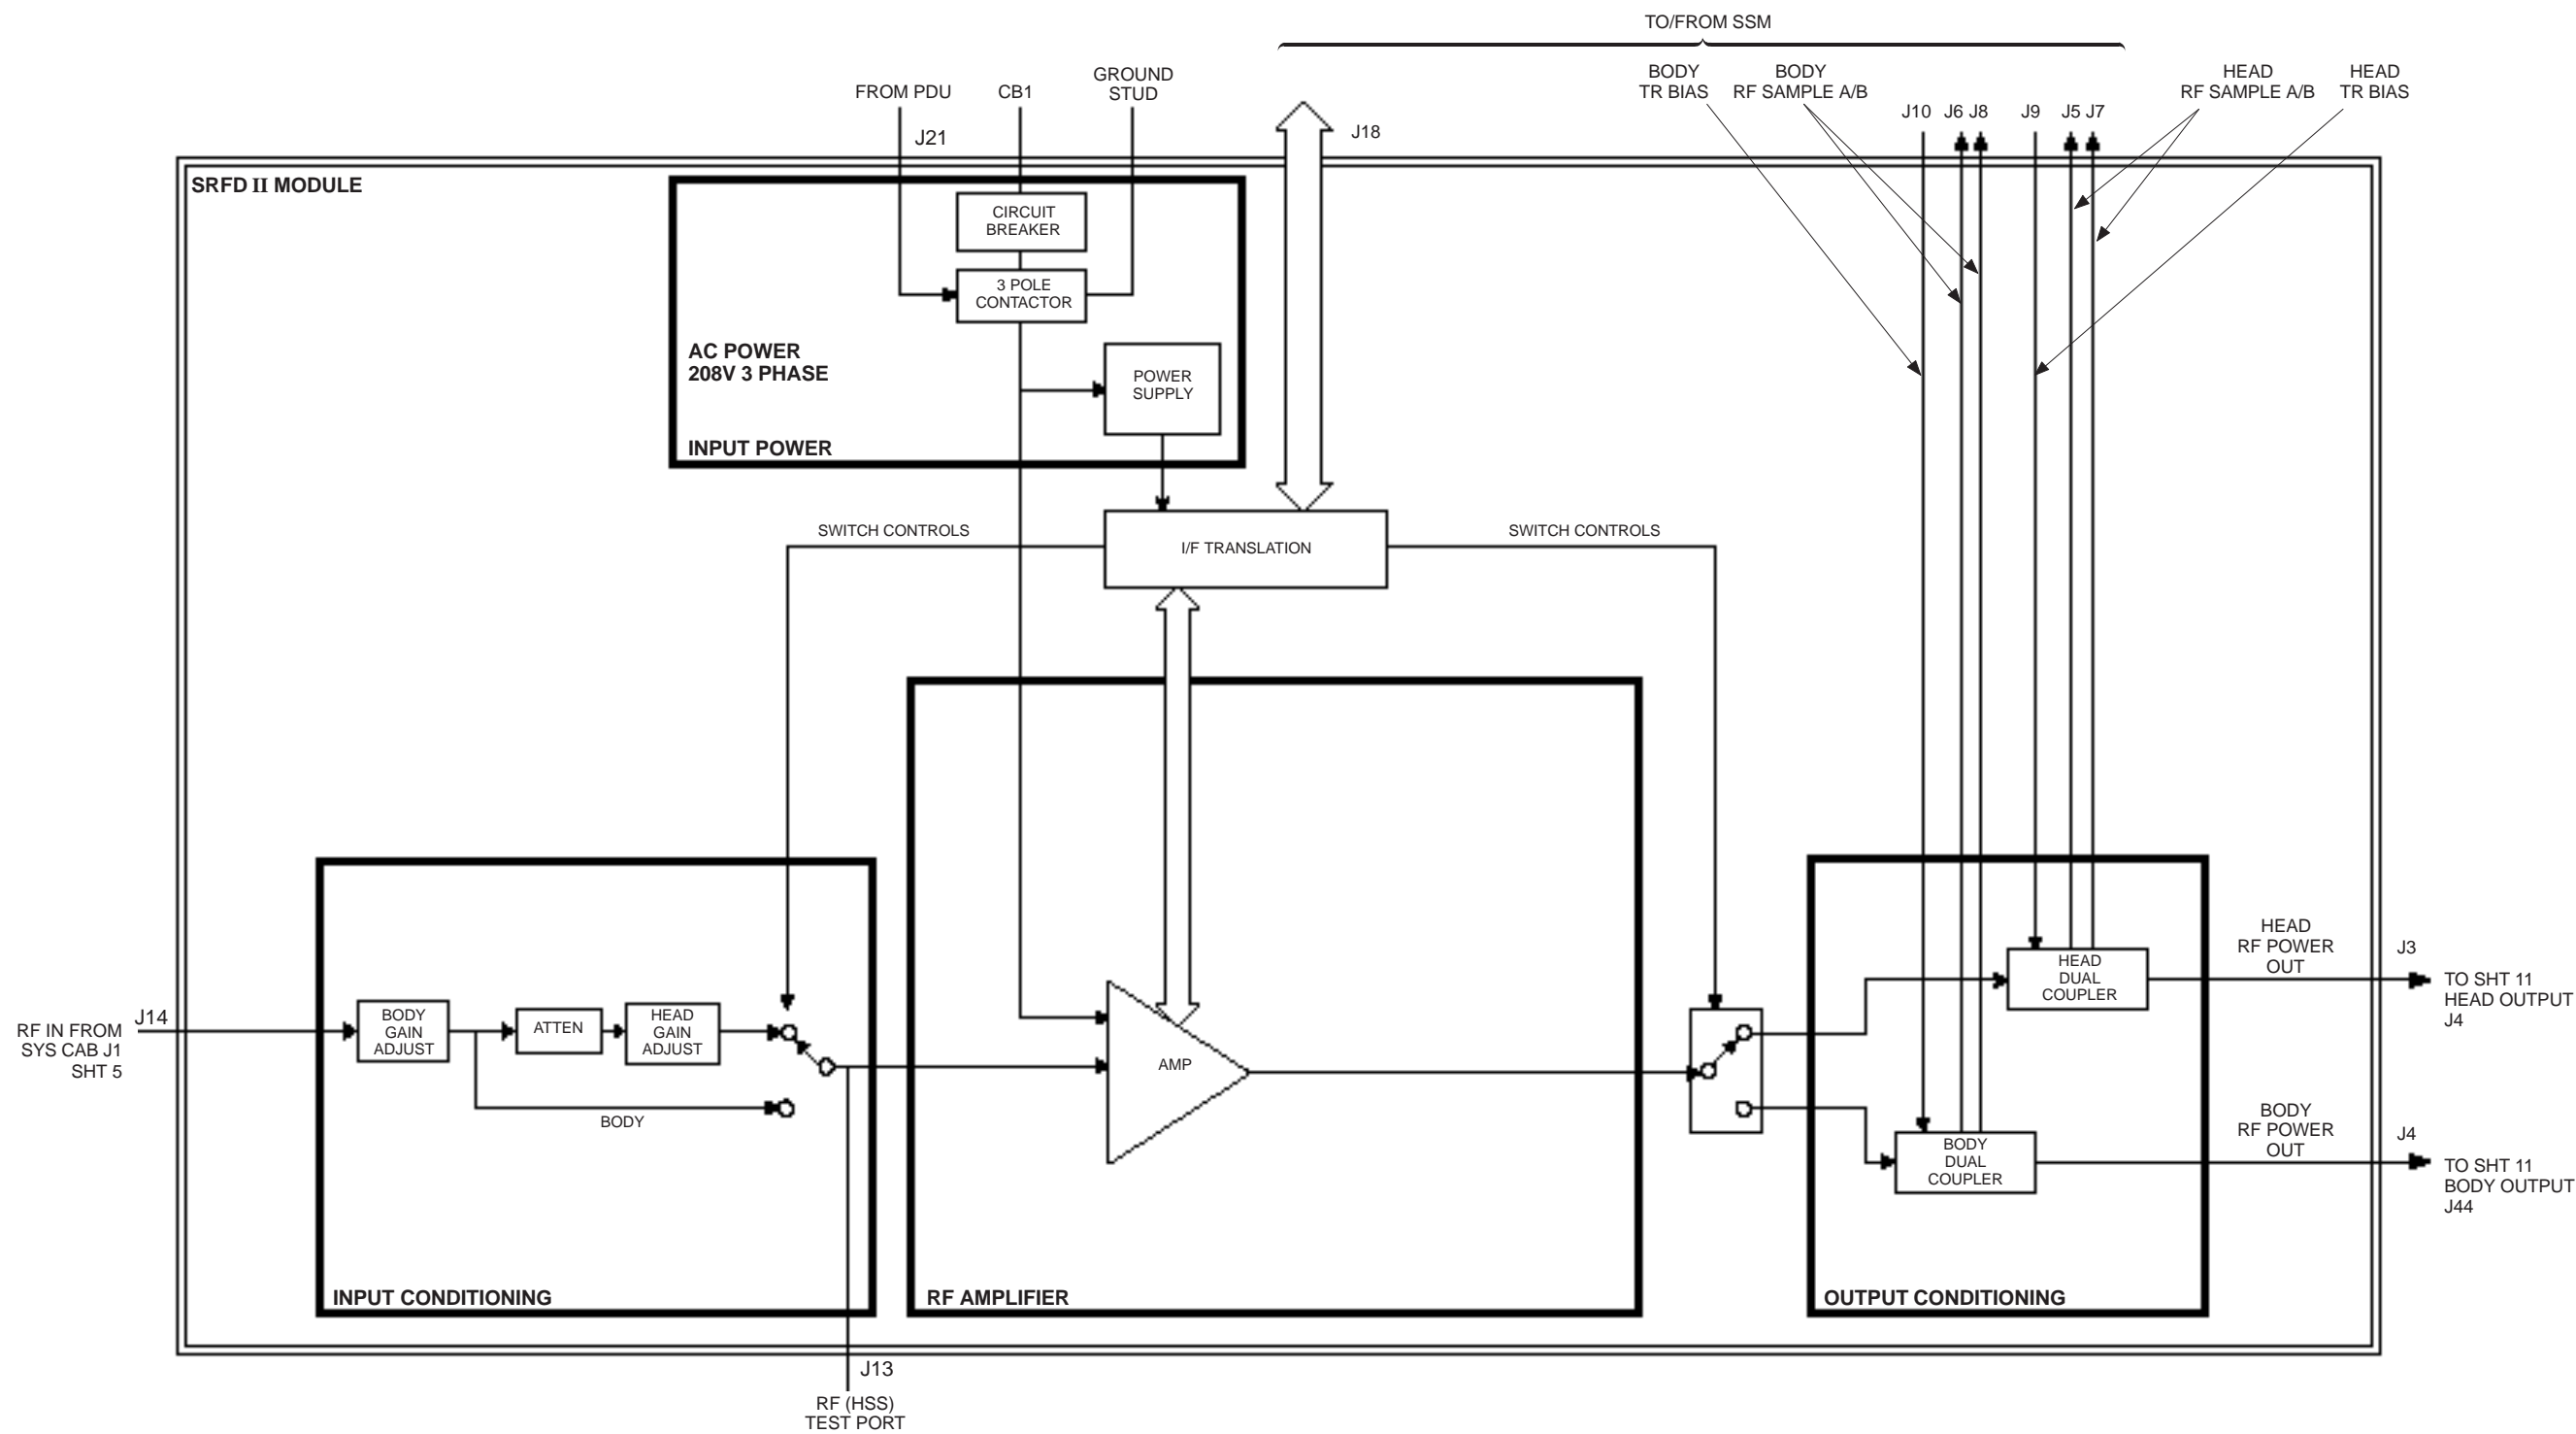 TO/FROM SSM
FROM PDU
CB1
GROUND
STUD
J21
J18
BODY
TR BIAS
BODY
RF SAMPLE A/B
HEAD
RF SAMPLE A/B
HEAD
TR BIAS
J10
J6
J8
J9
J5
J7
SRFD II MODULE
CIRCUIT
BREAKER
3 POLE
CONTACTOR
AC POWER
208V 3 PHASE
POWER
SUPPLY
INPUT POWER
SWITCH CONTROLS
I/F TRANSLATION
SWITCH CONTROLS
RF IN FROM
SYS CAB J1
SHT 5
J14
BODY
GAIN
ADJUST
ATTEN
HEAD
GAIN
ADJUST
BODY
INPUT CONDITIONING
AMP
RF AMPLIFIER
HEAD
DUAL
COUPLER
BODY
DUAL
COUPLER
OUTPUT CONDITIONING
HEAD
RF POWER
OUT
J3
TO SHT 11
HEAD OUTPUT
J4
BODY
RF POWER
OUT
J4
TO SHT 11
BODY OUTPUT
J44
J13
RF (HSS)
TEST PORT